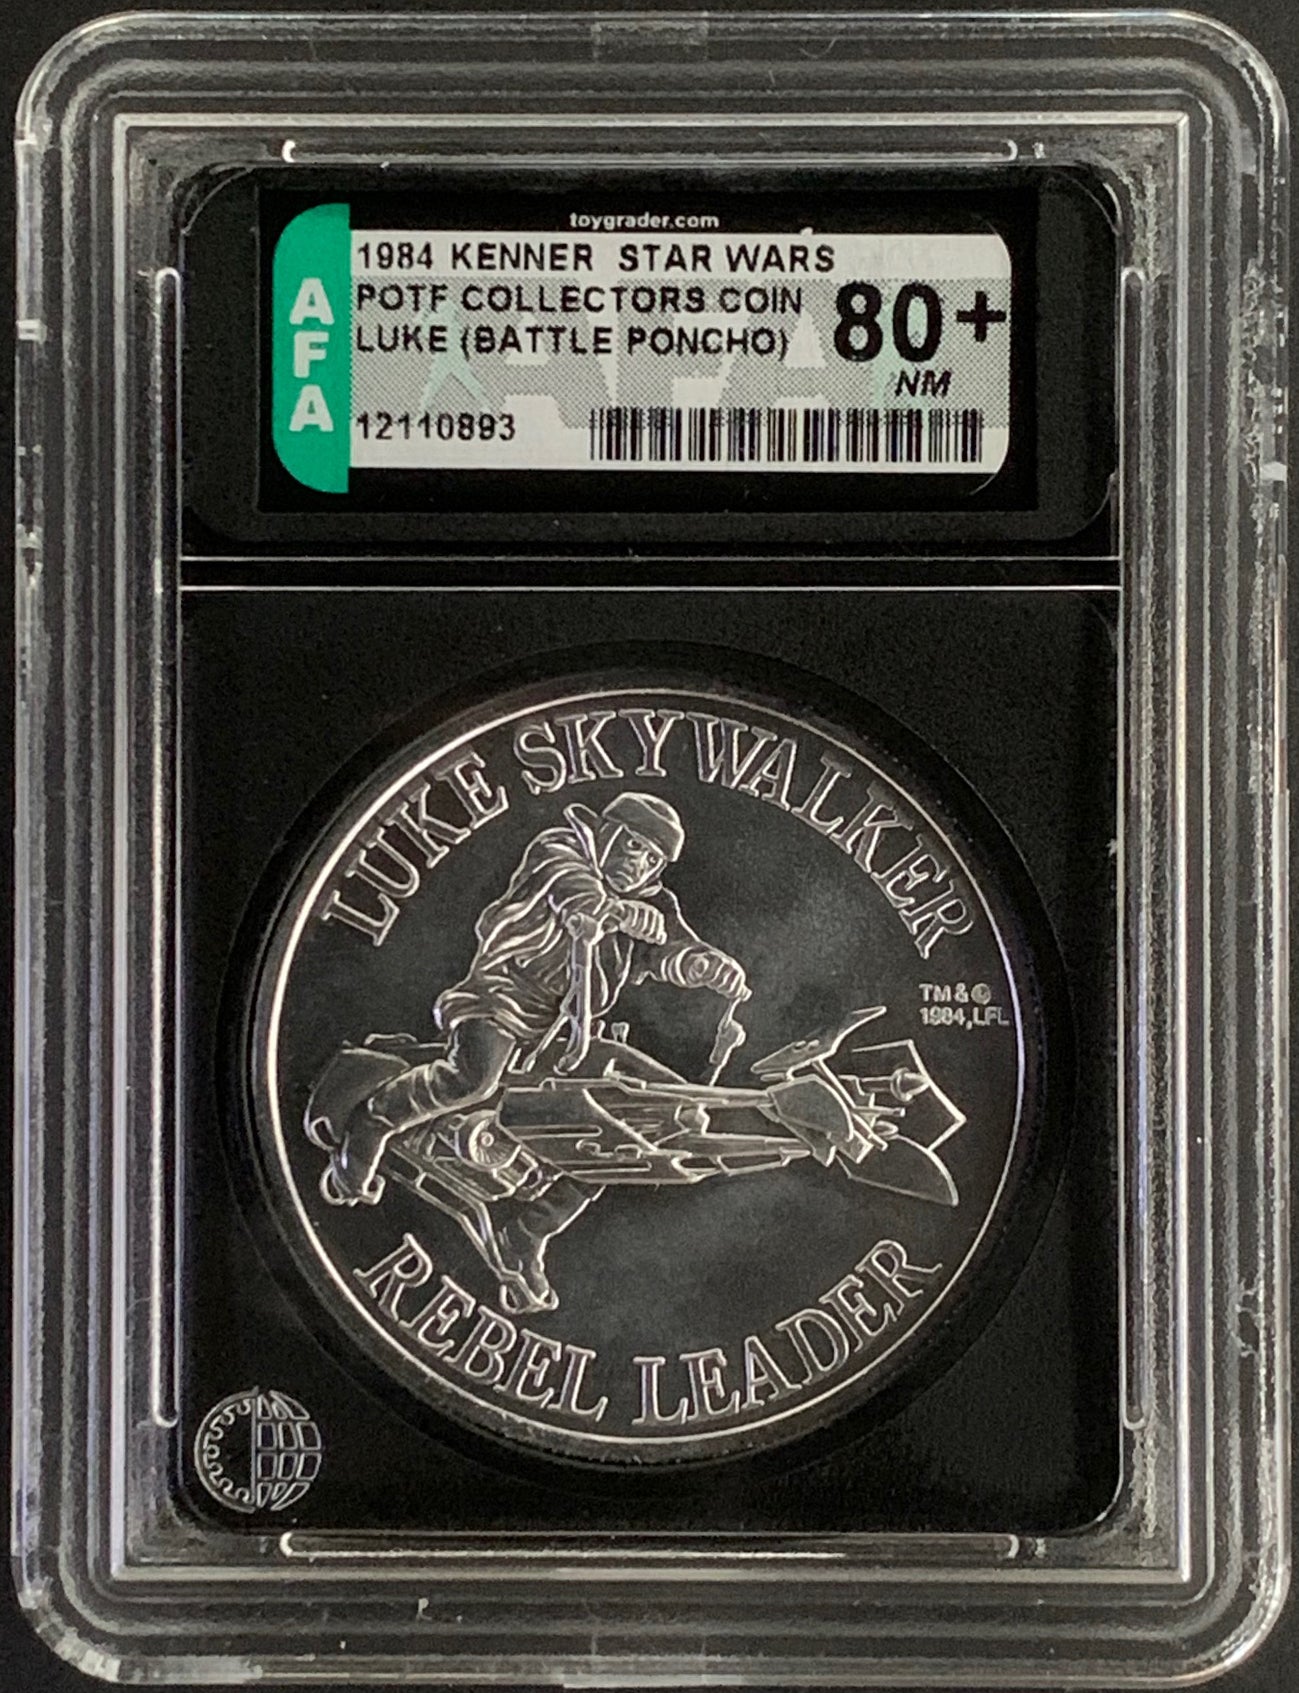 toygrader.com
AFA
1984 KENNER STAR WARS
POTF COLLECTORS COIN
LUKE (BATTLE PONCHO)
80+
NM
12110893
LUKE SKYWALKER
TM & ©
1984, LFL
REBEL LEADER